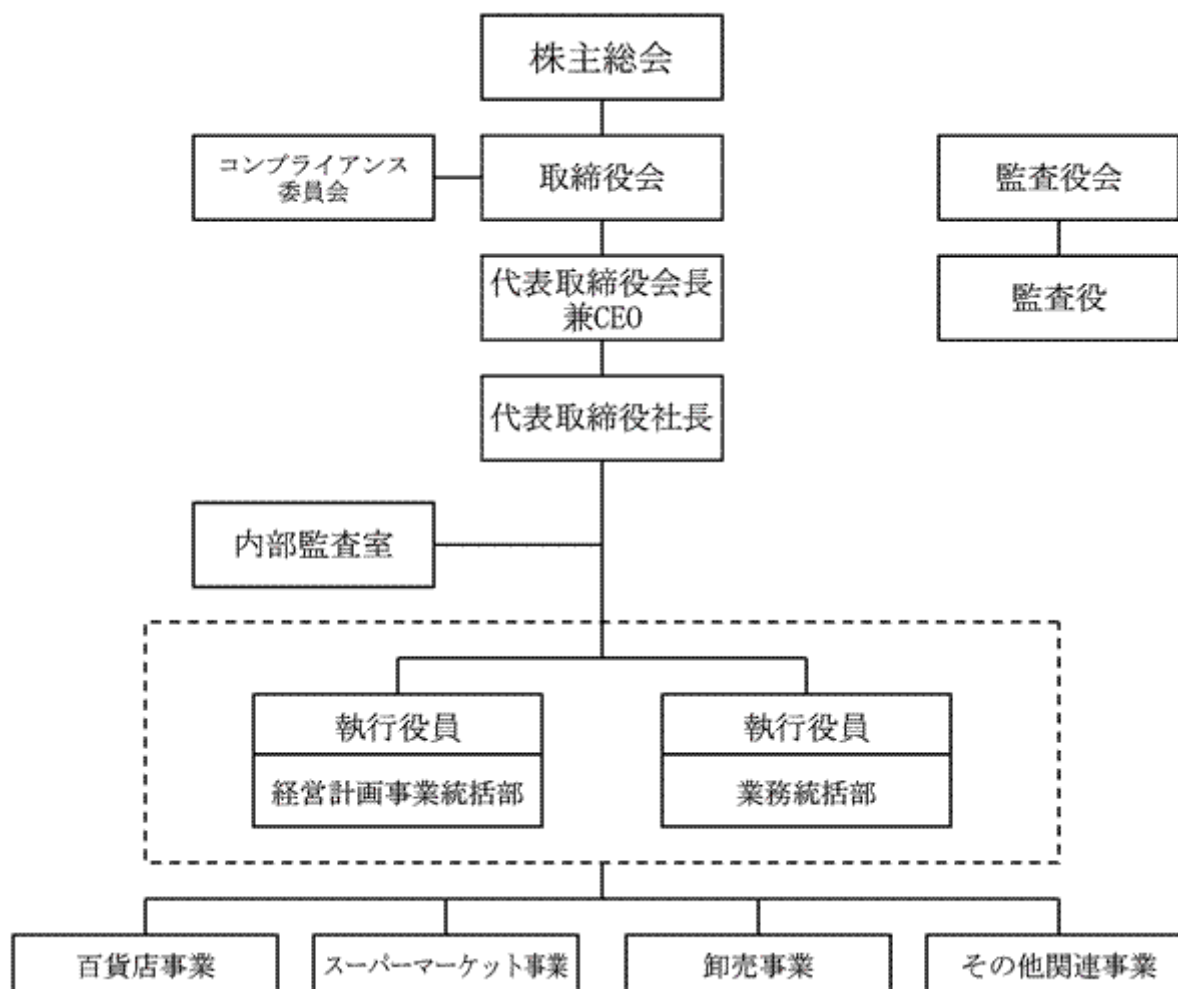 株主総会
コンプライアンス
委員会
取締役会
監査役会
代表取締役会長
兼CEO
監査役
代表取締役社長
内部監査室
執行役員
経営計画事業統括部
執行役員
業務統括部
百貨店事業
スーパーマーケット事業
卸売事業
その他関連事業